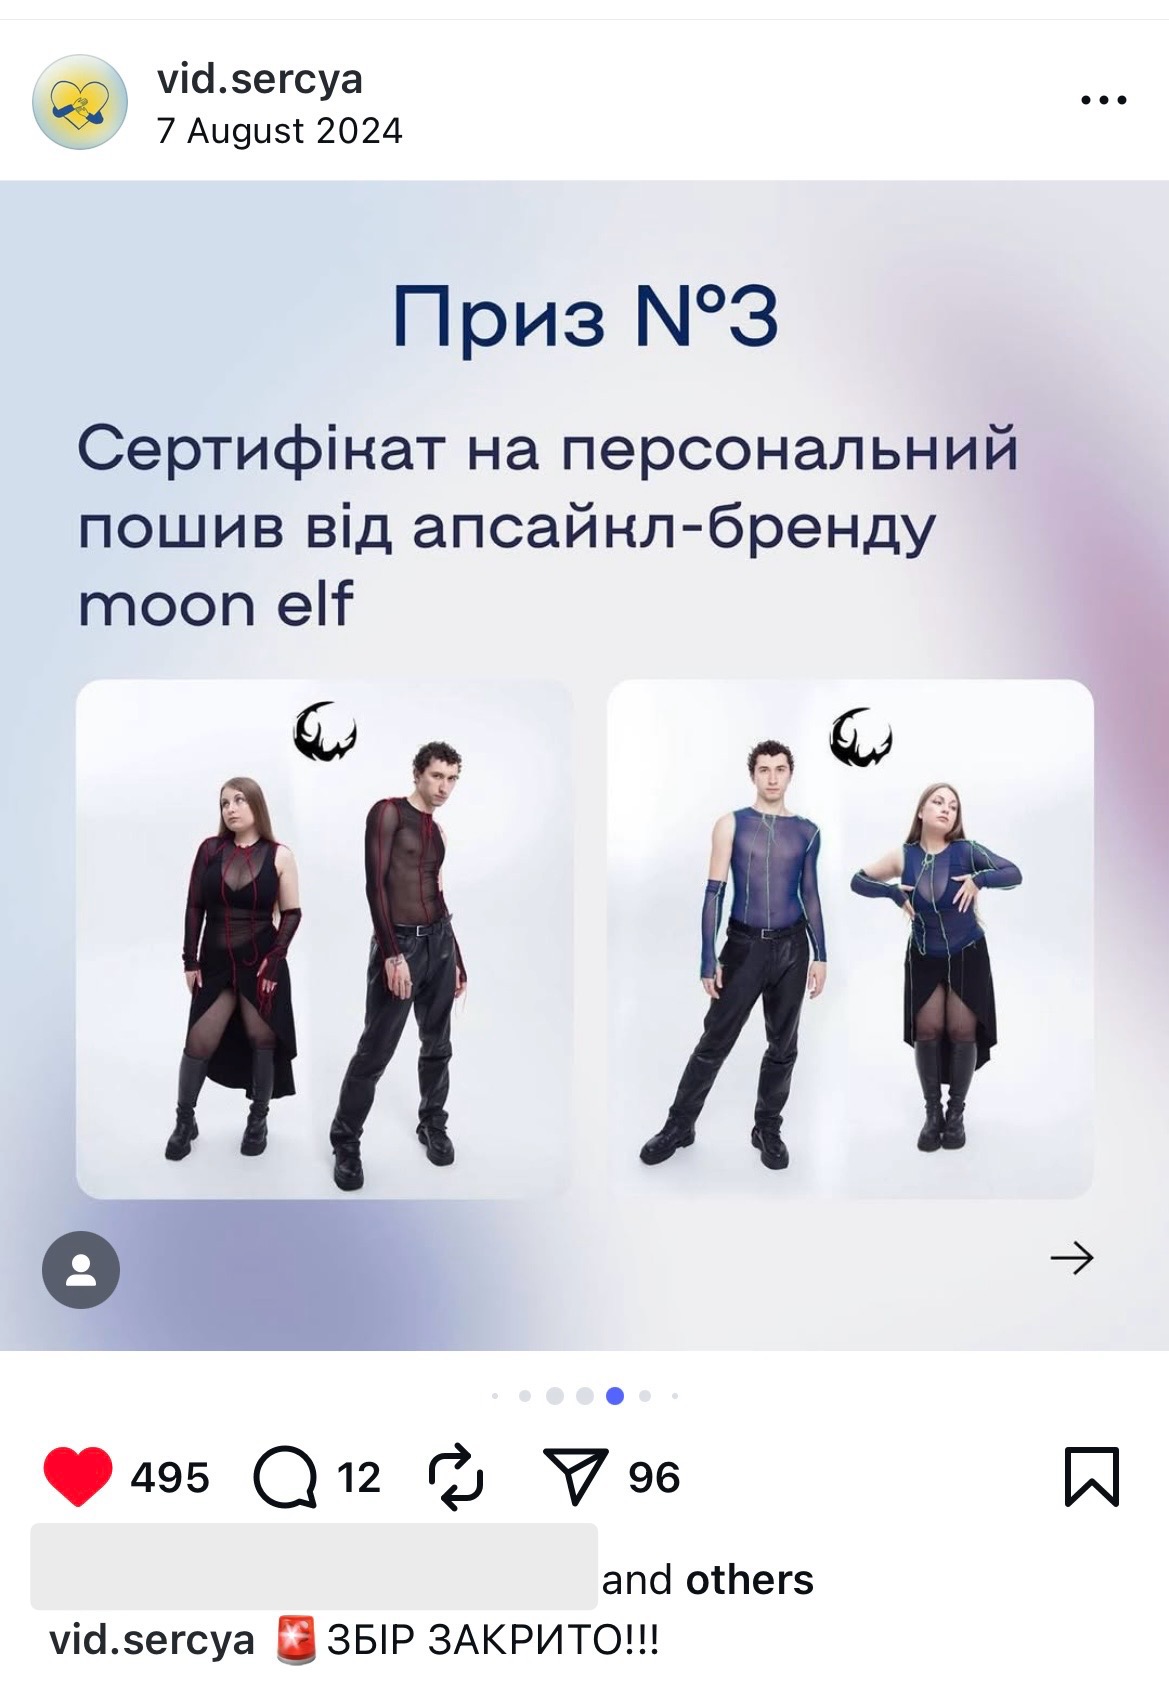 vid.sercya
7 August 2024
Приз №3
Сертифікат на персональний
пошив від апсайкл-бренду
moon elf
495 12 96
and others
vid.sercya 🚨ЗБІР ЗАКРИТО!!!